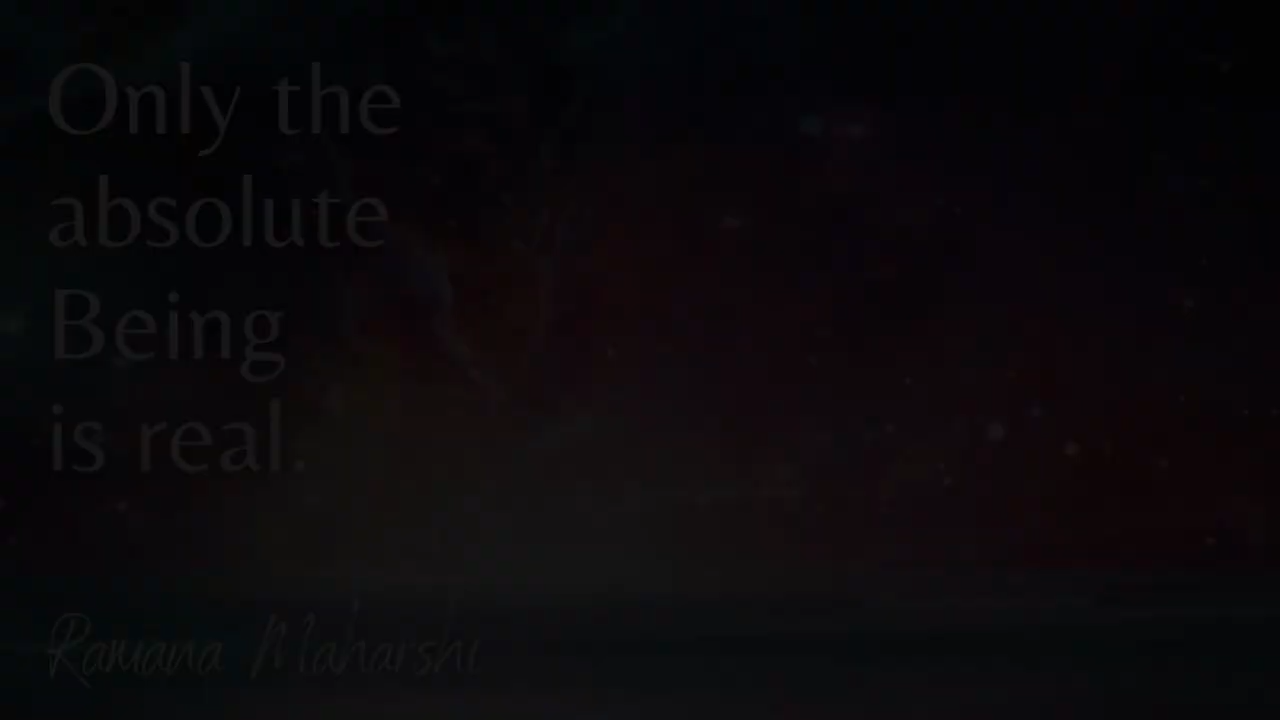 Only the
absolute
Being
is real.
Ramana Maharshi